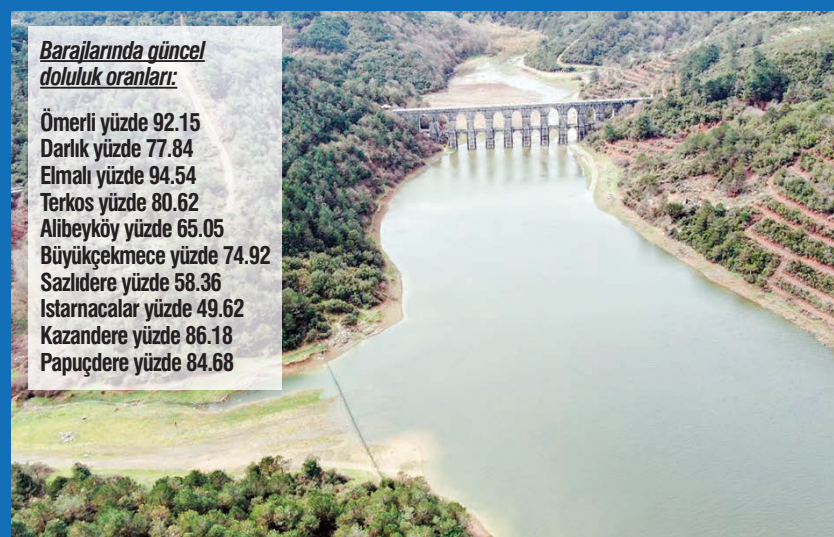 Barajlarında güncel
doluluk oranları:
Ömerli yüzde 92.15
Darlık yüzde 77.84
Elmalı yüzde 94.54
Terkos yüzde 80.62
Alibeyköy yüzde 65.05
Büyükçekmece yüzde 74.92
Sazlıdere yüzde 58.36
Istarnacalar yüzde 49.62
Kazandere yüzde 86.18
Papuçdere yüzde 84.68